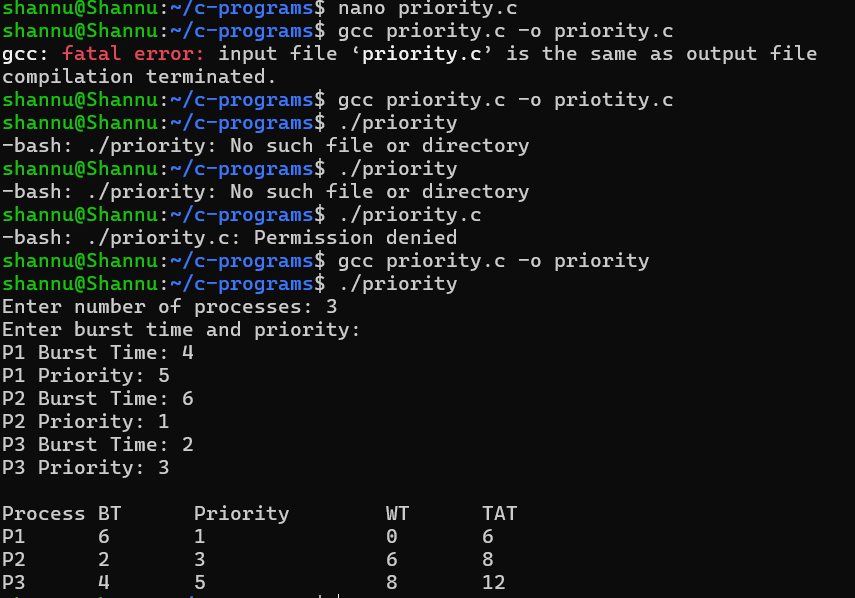 shannu@Shannu:~/c-programs$ nano priority.c
shannu@Shannu:~/c-programs$ gcc priority.c -o priority.c
gcc: fatal error: input file ‘priority.c’ is the same as output file
compilation terminated.
shannu@Shannu:~/c-programs$ gcc priority.c -o priotity.c
shannu@Shannu:~/c-programs$ ./priority
-bash: ./priority: No such file or directory
shannu@Shannu:~/c-programs$ ./priority
-bash: ./priority: No such file or directory
shannu@Shannu:~/c-programs$ ./priority.c
-bash: ./priority.c: Permission denied
shannu@Shannu:~/c-programs$ gcc priority.c -o priority
shannu@Shannu:~/c-programs$ ./priority
Enter number of processes: 3
Enter burst time and priority:
P1 Burst Time: 4
P1 Priority: 5
P2 Burst Time: 6
P2 Priority: 1
P3 Burst Time: 2
P3 Priority: 3
Process BT Priority WT TAT
P1 6 1 0 6
P2 2 3 6 8
P3 4 5 8 12